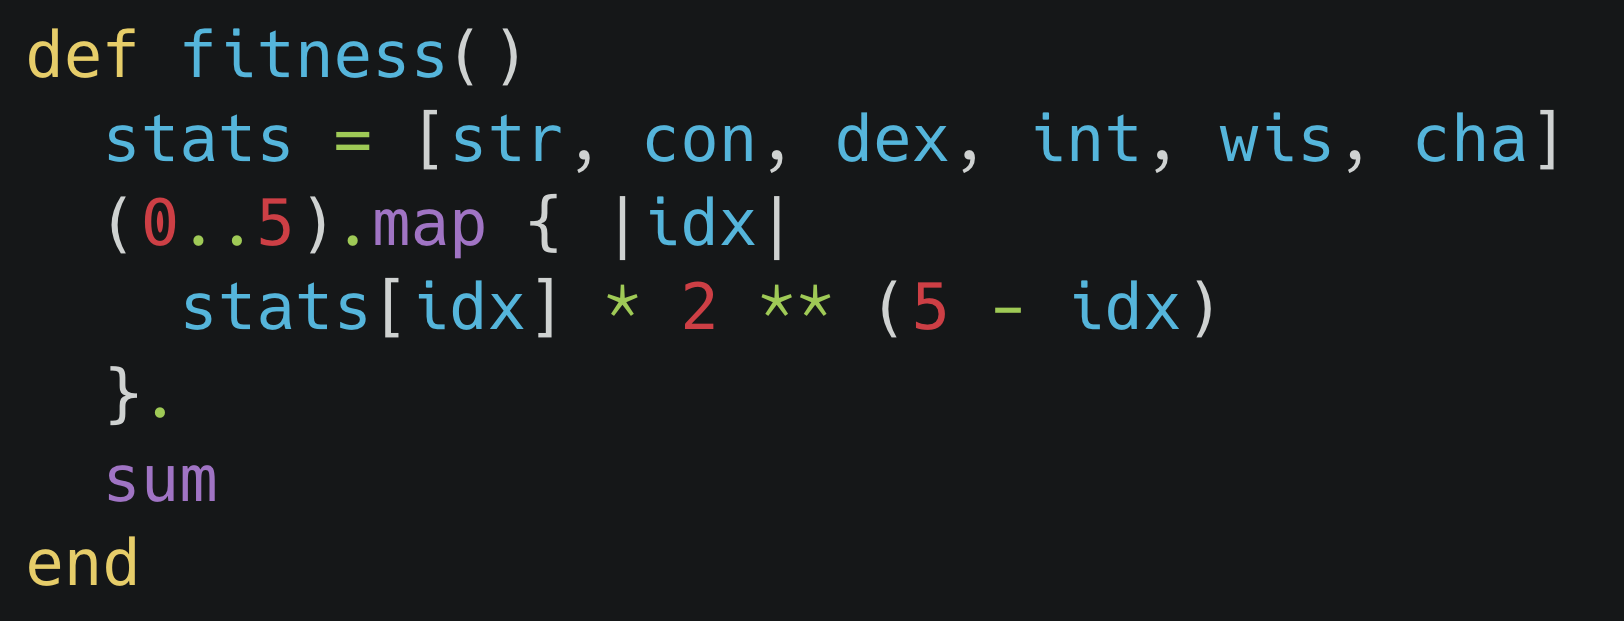 def fitness()
  stats = [str, con, dex, int, wis, cha]
  (0..5).map { |idx|
    stats[idx] * 2 ** (5 - idx)
  }.
  sum
end